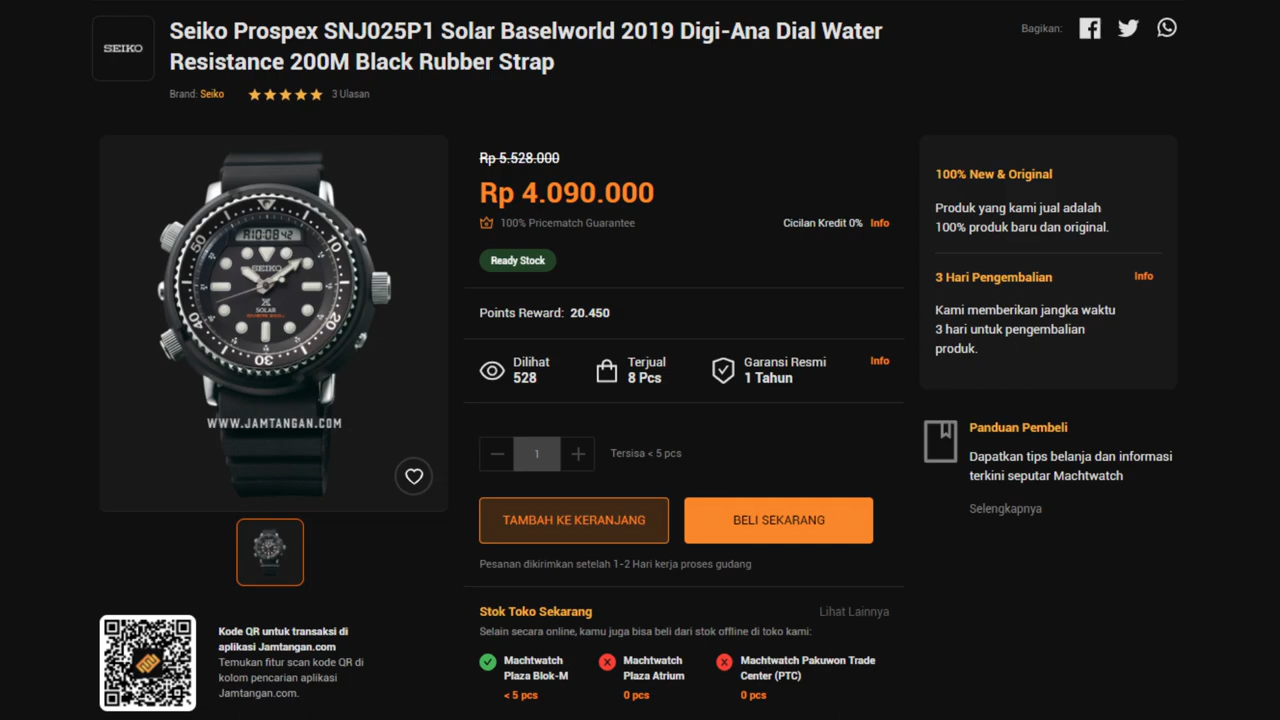 SEIKO
Seiko Prospex SNJ025P1 Solar Baselworld 2019 Digi-Ana Dial Water
Resistance 200M Black Rubber Strap
Brand: Seiko
3 Ulasan
Bagikan:
50
10
20
30
40
SEIKO
SOLAR
WWW.JAMTANGAN.COM
Rp 5.528.000
Rp 4.090.000
100% Pricematch Guarantee
Cicilan Kredit 0% Info
Ready Stock
Points Reward: 20.450
Dilihat
528
Terjual
8 Pcs
Garansi Resmi
1 Tahun
Info
1
Tersisa < 5 pcs
TAMBAH KE KERANJANG
BELI SEKARANG
Pesanan dikirimkan setelah 1-2 Hari kerja proses gudang
Stok Toko Sekarang
Lihat Lainnya
Selain secara online, kamu juga bisa beli dari stok offline di toko kami:
Machtwatch
Plaza Blok-M
< 5 pcs
Machtwatch
Plaza Atrium
0 pcs
Machtwatch Pakuwon Trade
Center (PTC)
0 pcs
100% New & Original
Produk yang kami jual adalah
100% produk baru dan original.
3 Hari Pengembalian
Info
Kami memberikan jangka waktu
3 hari untuk pengembalian
produk.
Panduan Pembeli
Dapatkan tips belanja dan informasi
terkini seputar Machtwatch
Selengkapnya
Kode QR untuk transaksi di
aplikasi Jamtangan.com
Temukan fitur scan kode QR di
kolom pencarian aplikasi
Jamtangan.com.